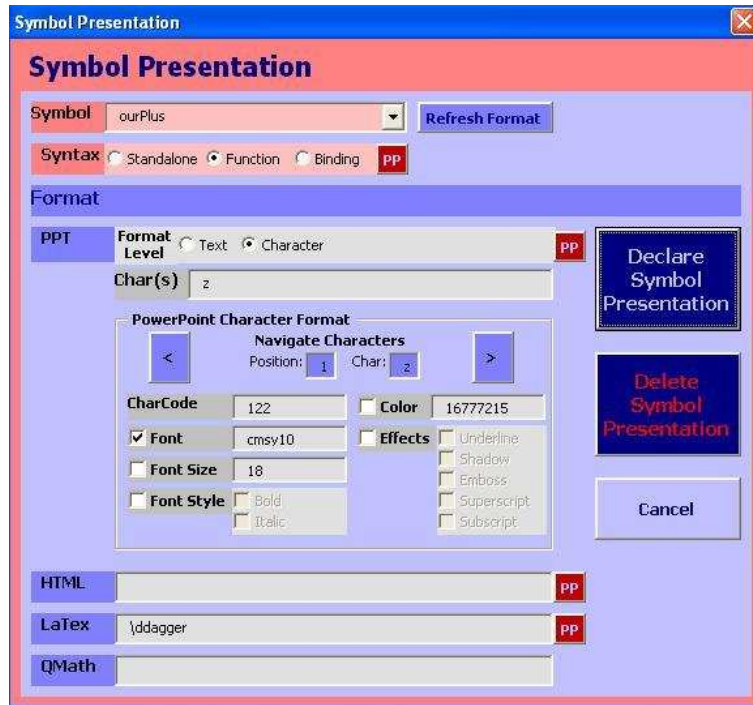 Symbol Presentation
Symbol Presentation
Symbol ourPlus Refresh Format
Syntax Standalone Function Binding PP
Format
PPT Format Level Text Character PP
Char(s) z
PowerPoint Character Format
Navigate Characters
< Position: 1 Char: z >
CharCode 122 Color 16777215
Font cmsy10 Effects Underline
Shadow
Font Size 18 Emboss
Font Style Bold Superscript
Italic Subscript
Declare
Symbol
Presentation
Delete
Symbol
Presentation
Cancel
HTML PP
LaTex \ddagger PP
QMath